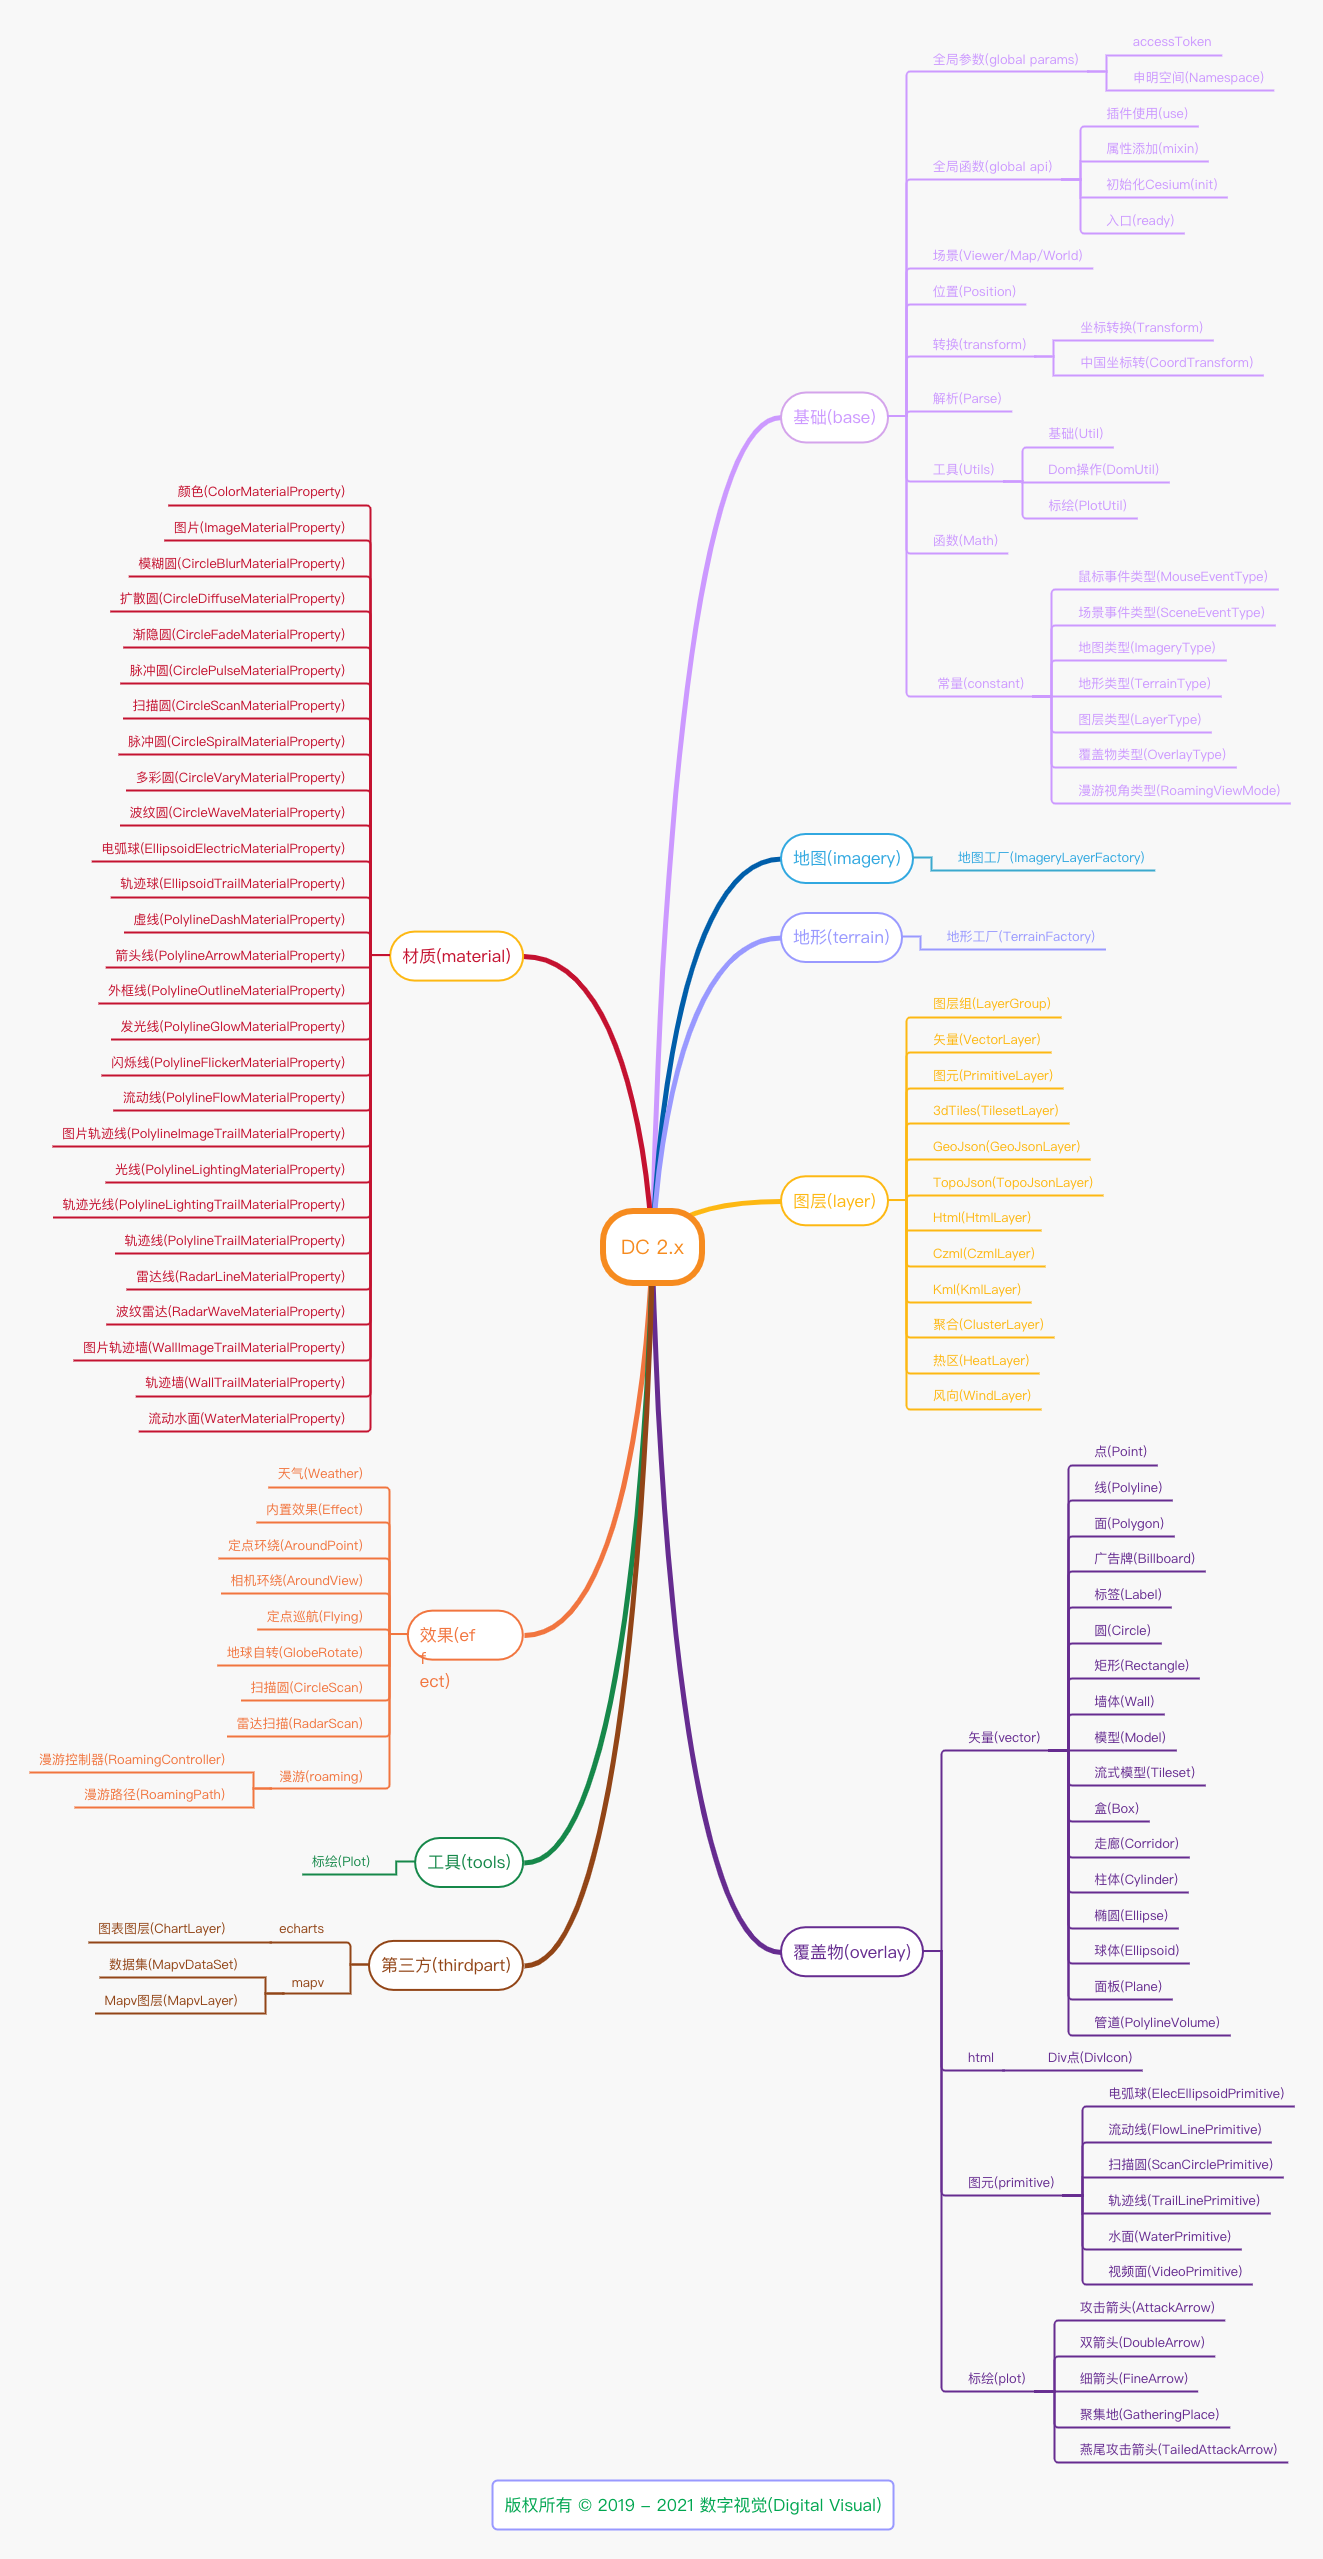 DC 2.x
基础(base)
全局参数(global params)
accessToken
申明空间(Namespace)
全局函数(global api)
插件使用(use)
属性添加(mixin)
初始化Cesium(init)
入口(ready)
场景(Viewer/Map/World)
位置(Position)
转换(transform)
坐标转换(Transform)
中国坐标转(CoordTransform)
解析(Parse)
工具(Utils)
基础(Util)
Dom操作(DomUtil)
标绘(PlotUtil)
函数(Math)
常量(constant)
鼠标事件类型(MouseEventType)
场景事件类型(SceneEventType)
地图类型(ImageryType)
地形类型(TerrainType)
图层类型(LayerType)
覆盖物类型(OverlayType)
漫游视角类型(RoamingViewMode)
地图(imagery)
地图工厂(ImageryLayerFactory)
地形(terrain)
地形工厂(TerrainFactory)
图层(layer)
图层组(LayerGroup)
矢量(VectorLayer)
图元(PrimitiveLayer)
3dTiles(TilesetLayer)
GeoJson(GeoJsonLayer)
TopoJson(TopoJsonLayer)
Html(HtmlLayer)
Czml(CzmlLayer)
Kml(KmlLayer)
聚合(ClusterLayer)
热区(HeatLayer)
风向(WindLayer)
覆盖物(overlay)
矢量(vector)
点(Point)
线(Polyline)
面(Polygon)
广告牌(Billboard)
标签(Label)
圆(Circle)
矩形(Rectangle)
墙体(Wall)
模型(Model)
流式模型(Tileset)
盒(Box)
走廊(Corridor)
柱体(Cylinder)
椭圆(Ellipse)
球体(Ellipsoid)
面板(Plane)
管道(PolylineVolume)
html
Div点(DivIcon)
图元(primitive)
电弧球(ElecEllipsoidPrimitive)
流动线(FlowLinePrimitive)
扫描圆(ScanCirclePrimitive)
轨迹线(TrailLinePrimitive)
水面(WaterPrimitive)
视频面(VideoPrimitive)
标绘(plot)
攻击箭头(AttackArrow)
双箭头(DoubleArrow)
细箭头(FineArrow)
聚集地(GatheringPlace)
燕尾攻击箭头(TailedAttackArrow)
材质(material)
颜色(ColorMaterialProperty)
图片(ImageMaterialProperty)
模糊圆(CircleBlurMaterialProperty)
扩散圆(CircleDiffuseMaterialProperty)
渐隐圆(CircleFadeMaterialProperty)
脉冲圆(CirclePulseMaterialProperty)
扫描圆(CircleScanMaterialProperty)
脉冲圆(CircleSpiralMaterialProperty)
多彩圆(CircleVaryMaterialProperty)
波纹圆(CircleWaveMaterialProperty)
电弧球(EllipsoidElectricMaterialProperty)
轨迹球(EllipsoidTrailMaterialProperty)
虚线(PolylineDashMaterialProperty)
箭头线(PolylineArrowMaterialProperty)
外框线(PolylineOutlineMaterialProperty)
发光线(PolylineGlowMaterialProperty)
闪烁线(PolylineFlickerMaterialProperty)
流动线(PolylineFlowMaterialProperty)
图片轨迹线(PolylineImageTrailMaterialProperty)
光线(PolylineLightingMaterialProperty)
轨迹光线(PolylineLightingTrailMaterialProperty)
轨迹线(PolylineTrailMaterialProperty)
雷达线(RadarLineMaterialProperty)
波纹雷达(RadarWaveMaterialProperty)
图片轨迹墙(WallImageTrailMaterialProperty)
轨迹墙(WallTrailMaterialProperty)
流动水面(WaterMaterialProperty)
效果(ef
f
ect)
天气(Weather)
内置效果(Effect)
定点环绕(AroundPoint)
相机环绕(AroundView)
定点巡航(Flying)
地球自转(GlobeRotate)
扫描圆(CircleScan)
雷达扫描(RadarScan)
漫游(roaming)
漫游控制器(RoamingController)
漫游路径(RoamingPath)
工具(tools)
标绘(Plot)
第三方(thirdpart)
echarts
图表图层(ChartLayer)
mapv
数据集(MapvDataSet)
Mapv图层(MapvLayer)
版权所有 © 2019 – 2021 数字视觉(Digital Visual)